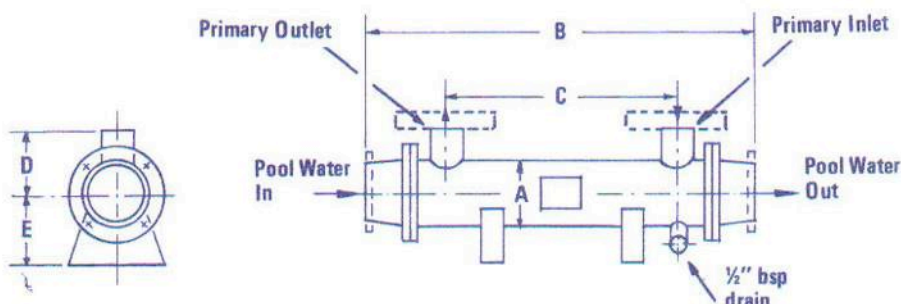 Primary Outlet
B
Primary Inlet
C
D
E
Pool Water
In
A
Pool Water
Out
½" bsp
drain